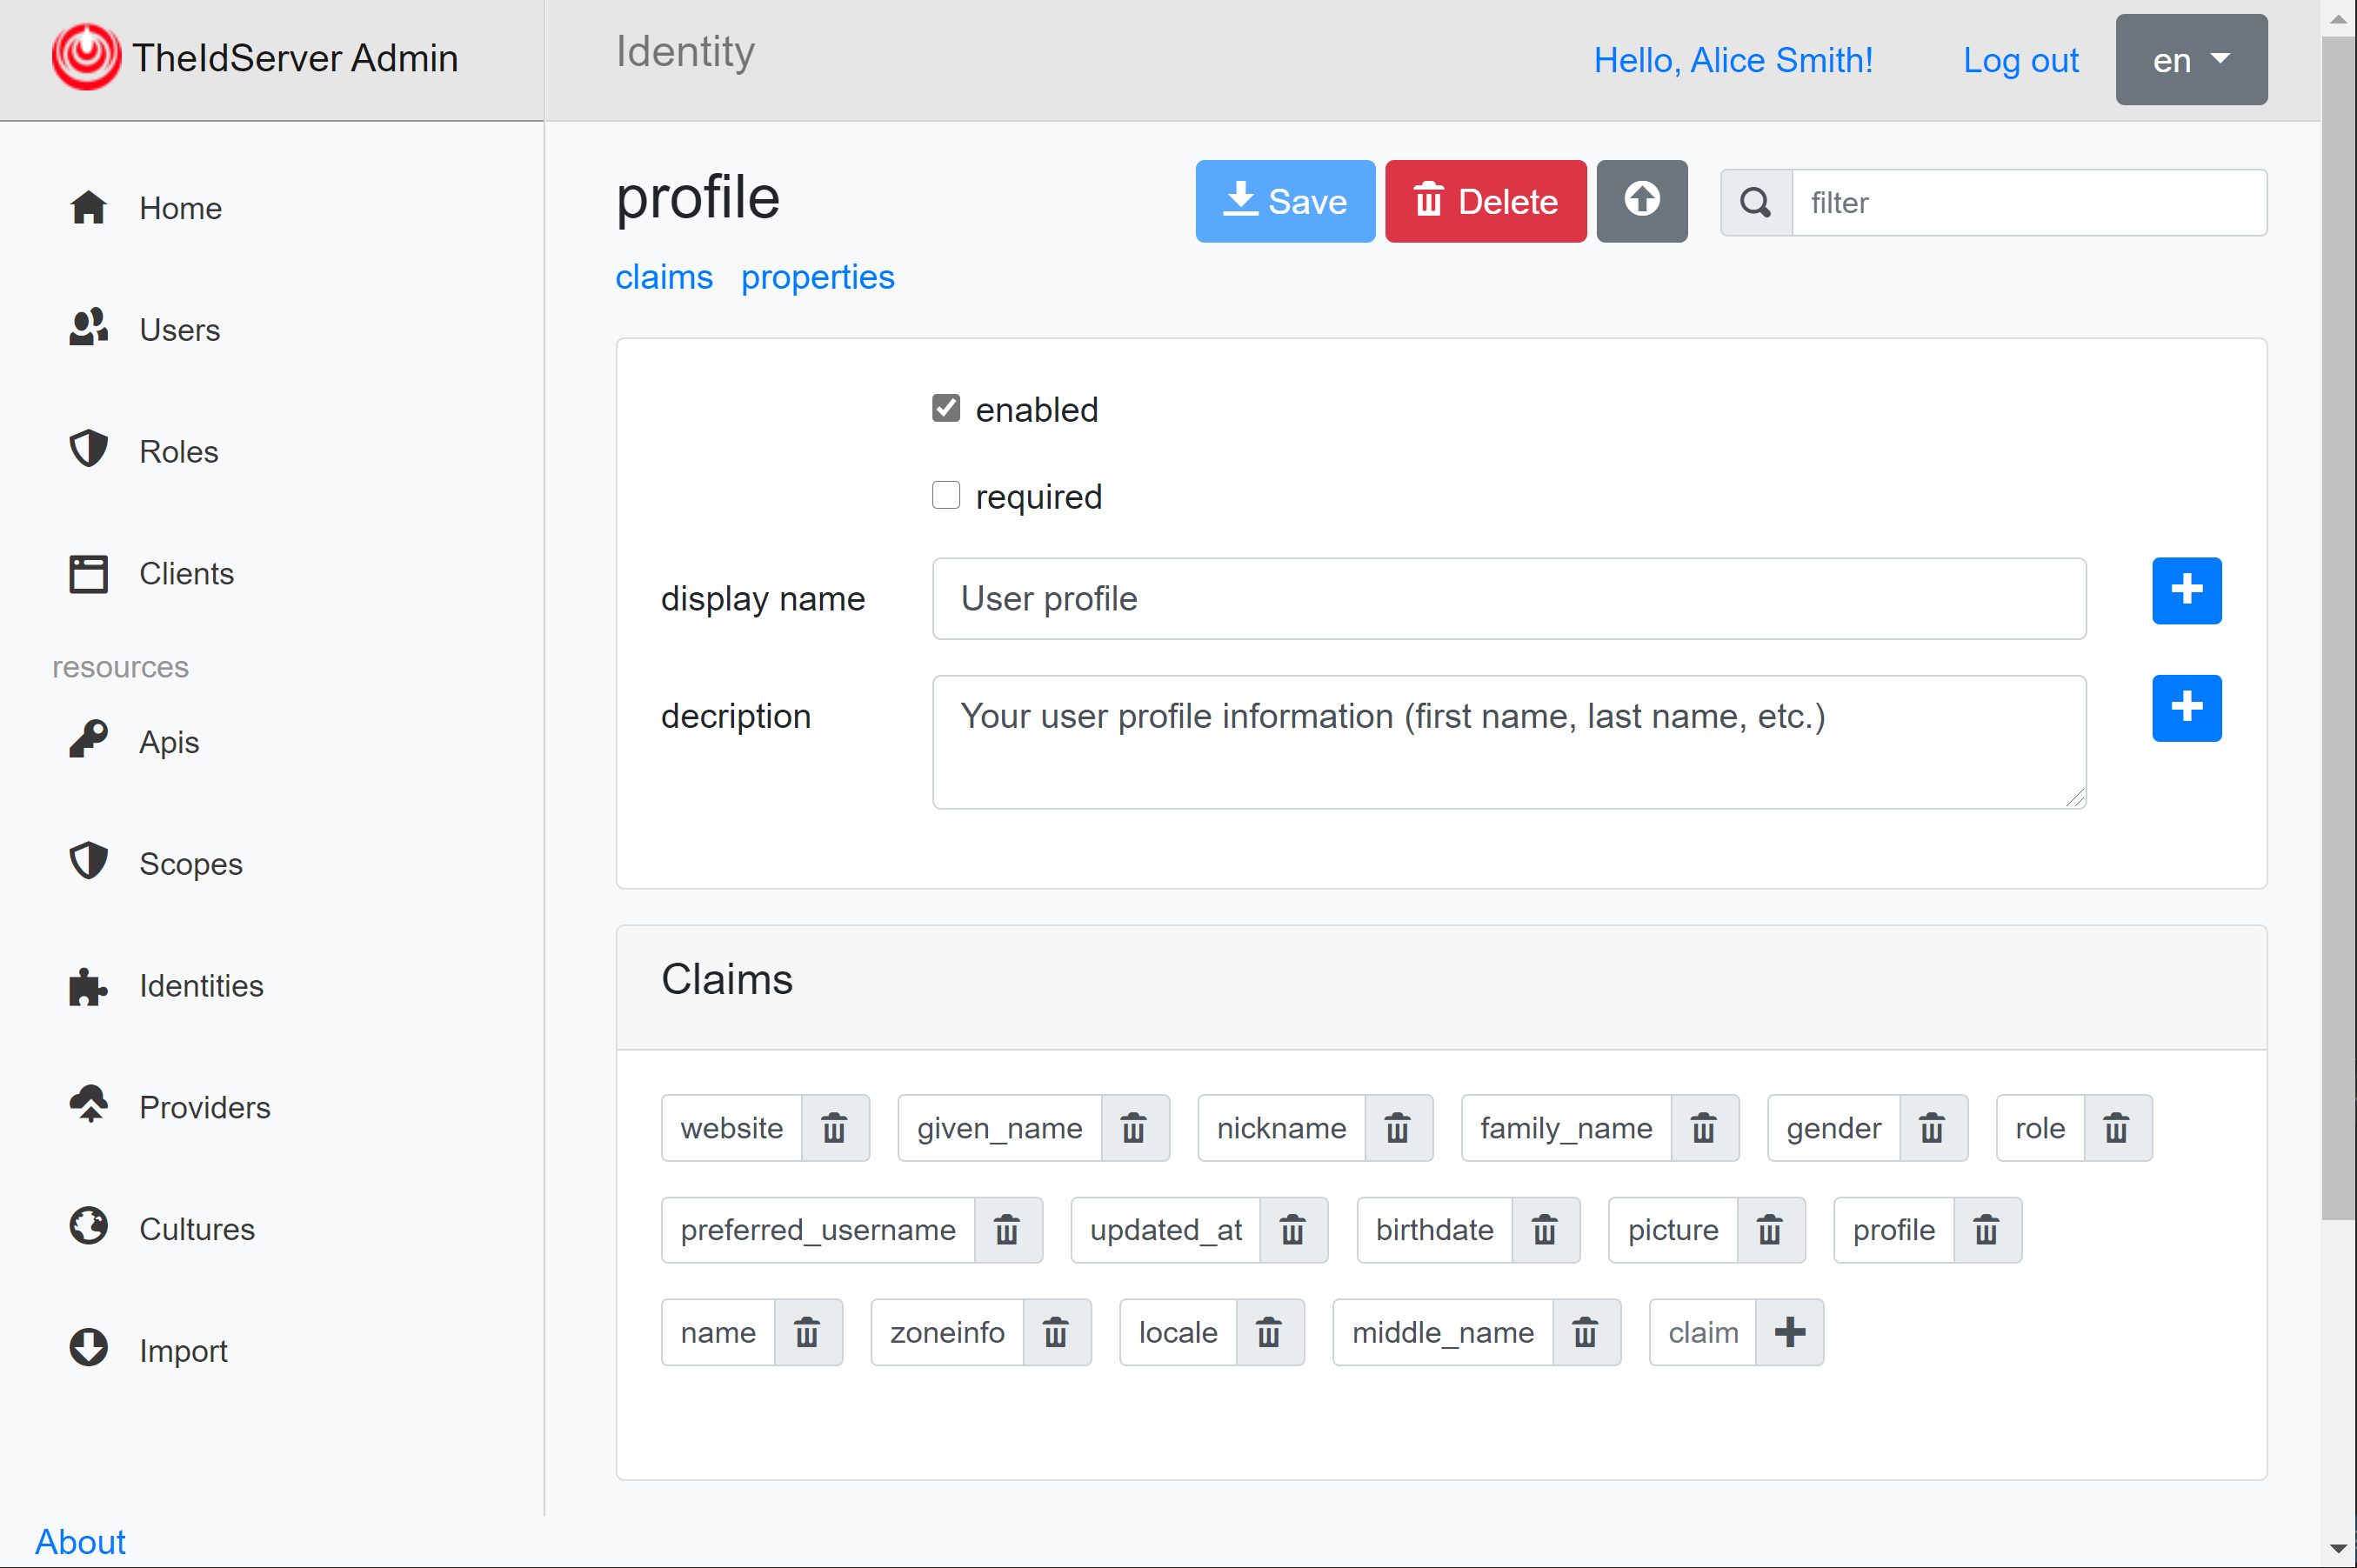 TheIdServer Admin
Identity
Hello, Alice Smith!
Log out
en
Home
Users
Roles
Clients
resources
Apis
Scopes
Identities
Providers
Cultures
Import
About
profile
Save
Delete
filter
claims properties
enabled
required
display name
User profile
decription
Your user profile information (first name, last name, etc.)
Claims
website given_name nickname family_name gender role
preferred_username updated_at birthdate picture profile
name zoneinfo locale middle_name claim